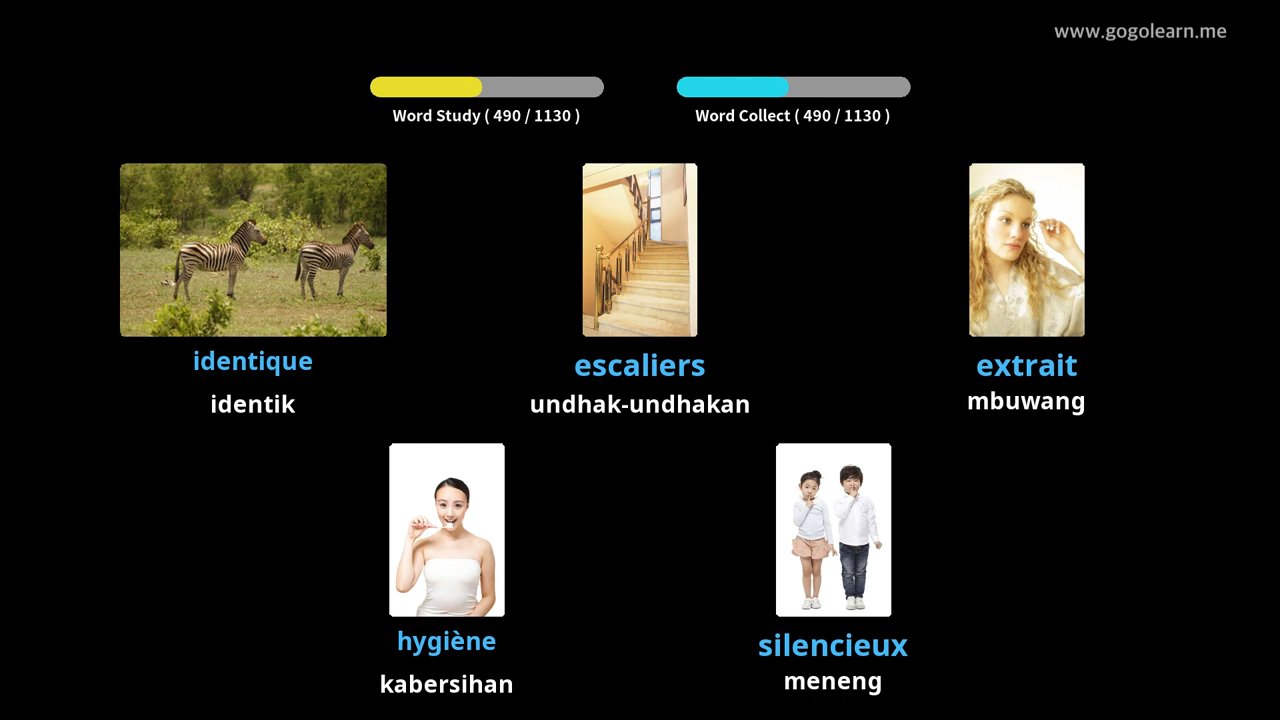 www.gogolearn.me
Word Study ( 490 / 1130 )
Word Collect ( 490 / 1130 )
identique
identik
escaliers
undhak-undhakan
extrait
mbuwang
hygiène
kabersihan
silencieux
meneng